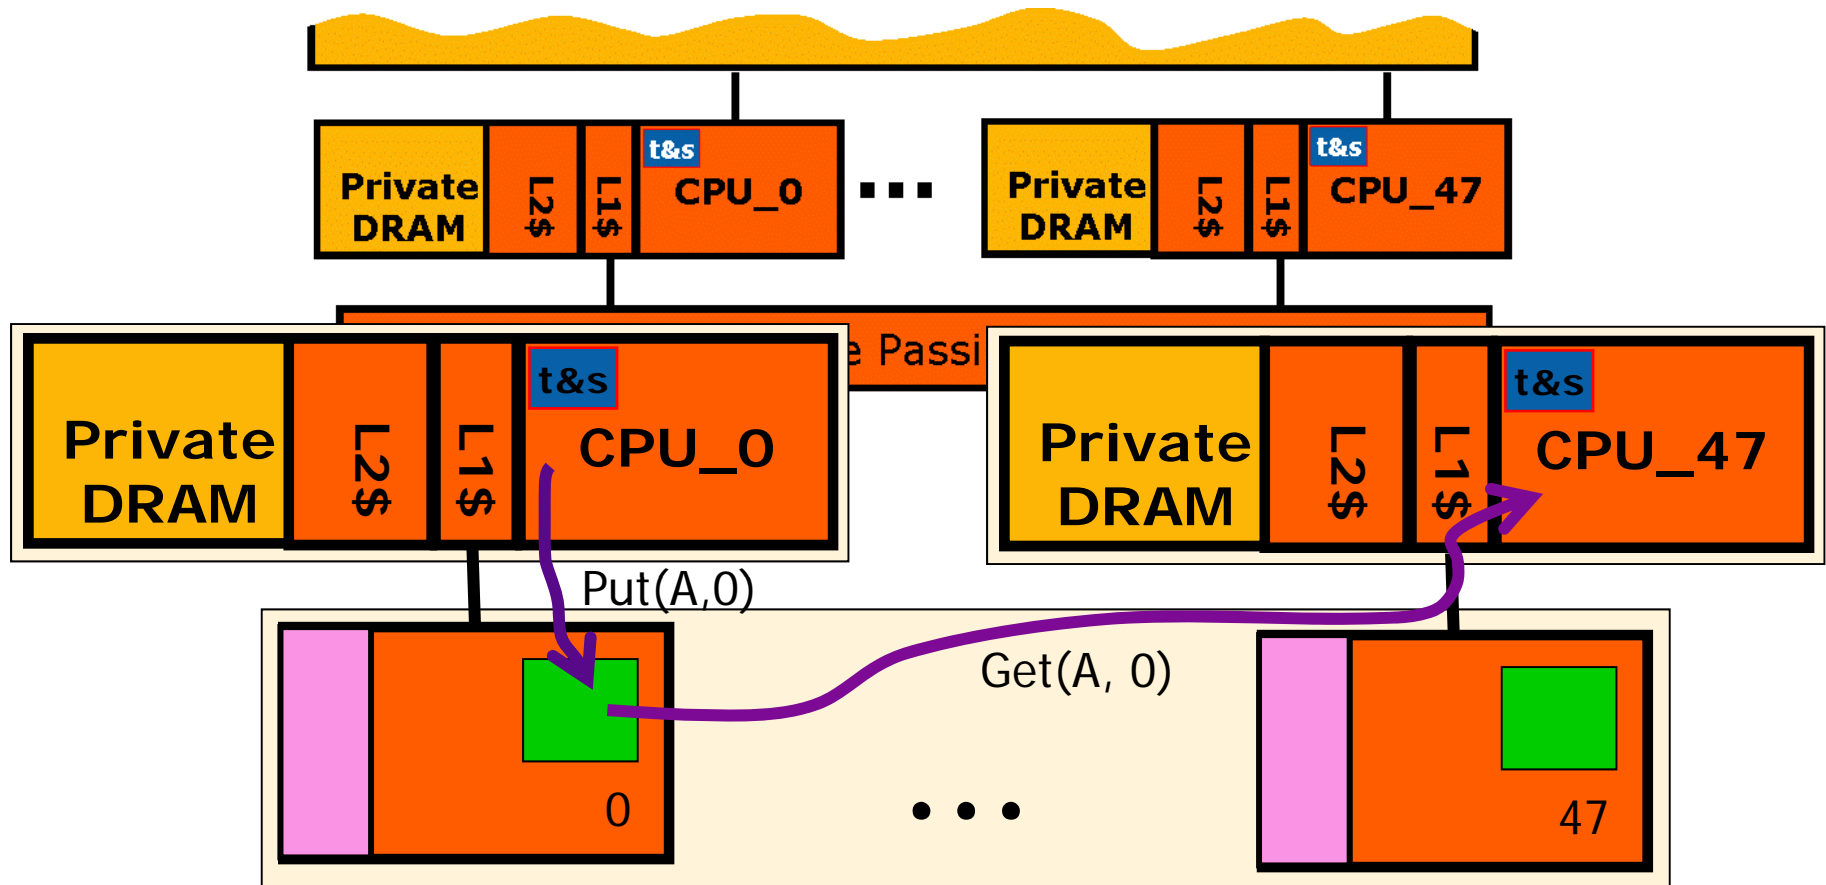 t&s
Private
DRAM
L2$
L1$
CPU_0
...
t&s
Private
DRAM
L2$
L1$
CPU_47
e Passi
t&s
Private
DRAM
L2$
L1$
CPU_0
t&s
Private
DRAM
L2$
L1$
CPU_47
Put(A,0)
Get(A, 0)
0
...
47